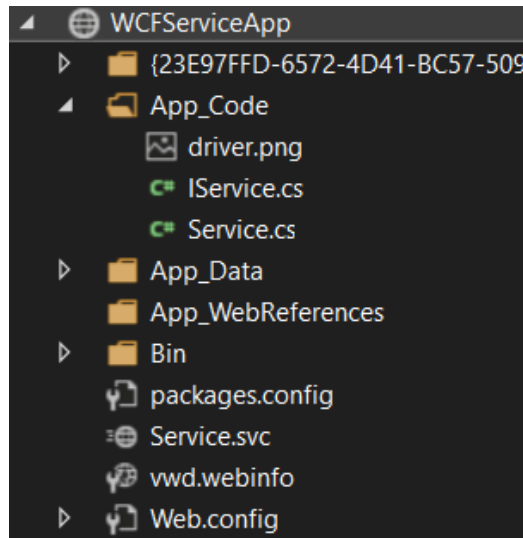 WCFServiceApp
{23E97FFD-6572-4D41-BC57-509
App_Code
driver.png
C# IService.cs
C# Service.cs
App_Data
App_WebReferences
Bin
packages.config
Service.svc
vwd.webinfo
Web.config